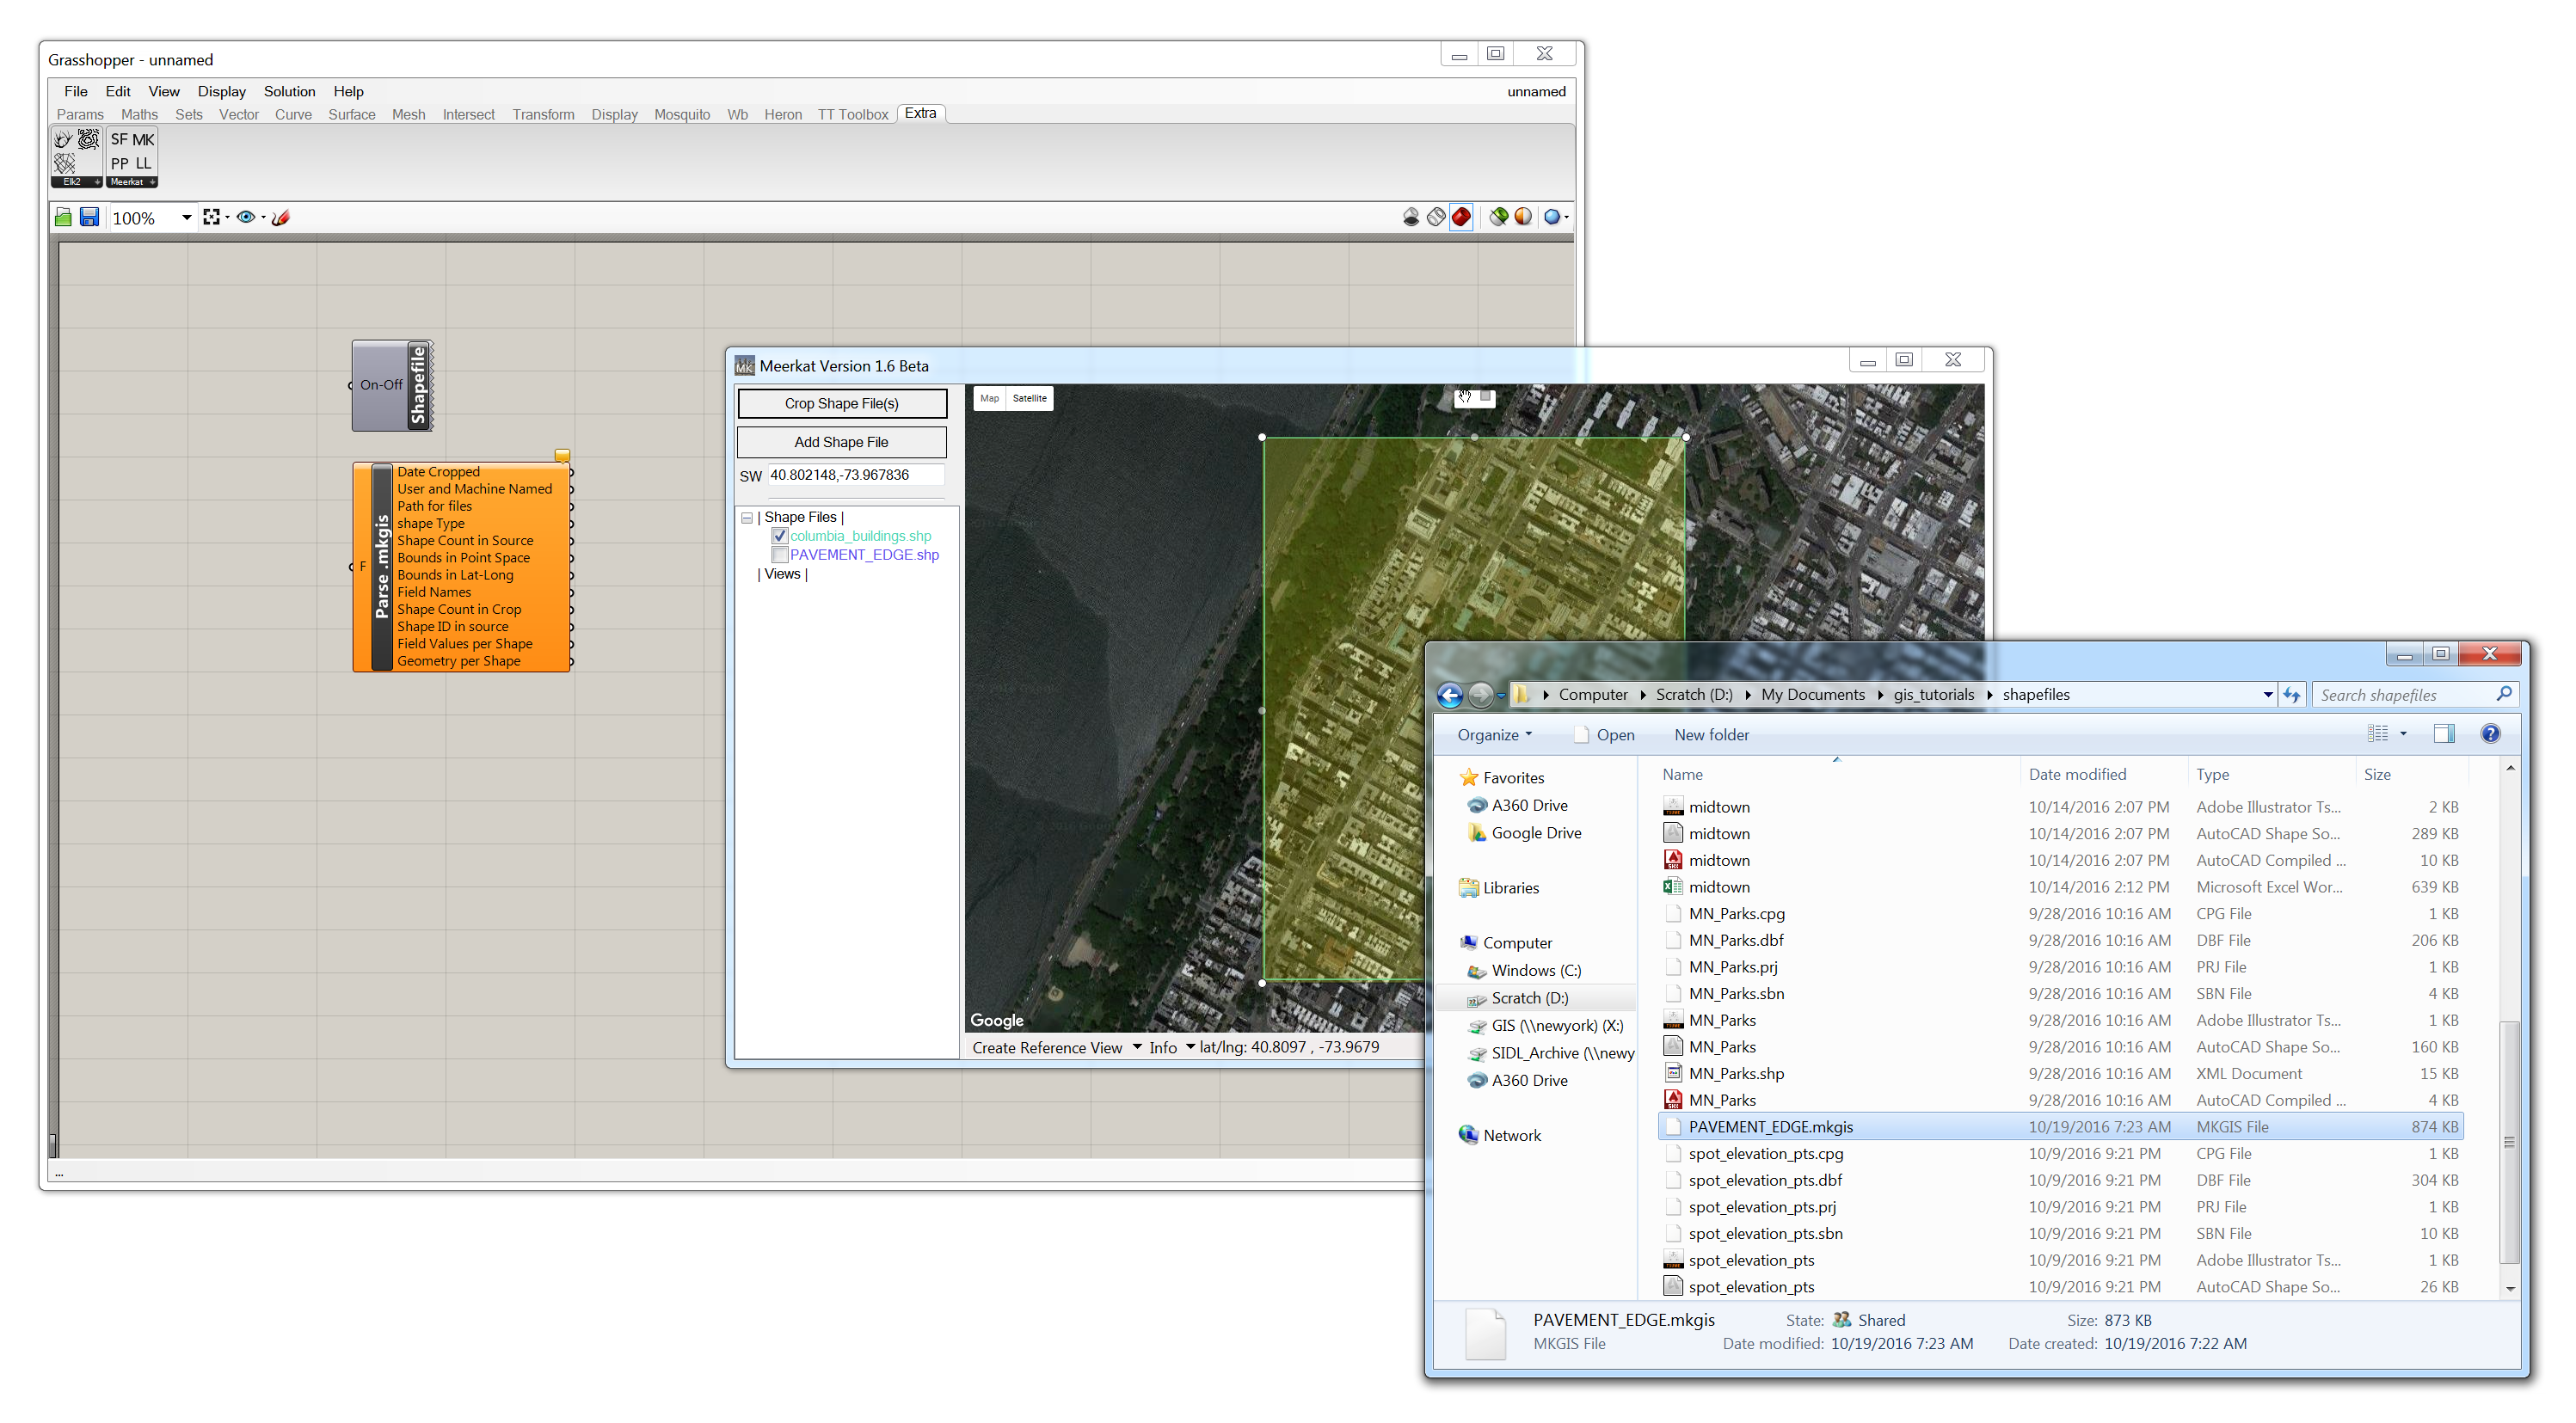 Grasshopper - unnamed
File Edit View Display Solution Help unnamed
Params Maths Sets Vector Curve Surface Mesh Intersect Transform Display Mosquito Wb Heron TT Toolbox Extra
SF MK
PP LL
Elk2 Meerkat
100%
On-Off
Shapefile
Parse .mkgis
F
Date Cropped
User and Machine Named
Path for files
shape Type
Shape Count in Source
Bounds in Point Space
Bounds in Lat-Long
Field Names
Shape Count in Crop
Shape ID in source
Field Values per Shape
Geometry per Shape
...
MK Meerkat Version 1.6 Beta
Crop Shape File(s)
Add Shape File
SW 40.802148,-73.967836
| Shape Files |
columbia_buildings.shp
PAVEMENT_EDGE.shp
| Views |
Map Satellite
Google
Create Reference View Info lat/lng: 40.8097 , -73.9679
Computer Scratch (D:) My Documents gis_tutorials shapefiles Search shapefiles
Organize Open New folder
Favorites
A360 Drive
Google Drive
Libraries
Computer
Windows (C:)
Scratch (D:)
GIS (\\newyork) (X:)
SIDL_Archive (\\newy
A360 Drive
Network
Name Date modified Type Size
midtown 10/14/2016 2:07 PM Adobe Illustrator Ts... 2 KB
midtown 10/14/2016 2:07 PM AutoCAD Shape So... 289 KB
midtown 10/14/2016 2:07 PM AutoCAD Compiled ... 10 KB
midtown 10/14/2016 2:12 PM Microsoft Excel Wor... 639 KB
MN_Parks.cpg 9/28/2016 10:16 AM CPG File 1 KB
MN_Parks.dbf 9/28/2016 10:16 AM DBF File 206 KB
MN_Parks.prj 9/28/2016 10:16 AM PRJ File 1 KB
MN_Parks.sbn 9/28/2016 10:16 AM SBN File 4 KB
MN_Parks 9/28/2016 10:16 AM Adobe Illustrator Ts... 1 KB
MN_Parks 9/28/2016 10:16 AM AutoCAD Shape So... 160 KB
MN_Parks.shp 9/28/2016 10:16 AM XML Document 15 KB
MN_Parks 9/28/2016 10:16 AM AutoCAD Compiled ... 4 KB
PAVEMENT_EDGE.mkgis 10/19/2016 7:23 AM MKGIS File 874 KB
spot_elevation_pts.cpg 10/9/2016 9:21 PM CPG File 1 KB
spot_elevation_pts.dbf 10/9/2016 9:21 PM DBF File 304 KB
spot_elevation_pts.prj 10/9/2016 9:21 PM PRJ File 1 KB
spot_elevation_pts.sbn 10/9/2016 9:21 PM SBN File 10 KB
spot_elevation_pts 10/9/2016 9:21 PM Adobe Illustrator Ts... 1 KB
spot_elevation_pts 10/9/2016 9:21 PM AutoCAD Shape So... 26 KB
PAVEMENT_EDGE.mkgis State: Shared Size: 873 KB
MKGIS File Date modified: 10/19/2016 7:23 AM Date created: 10/19/2016 7:22 AM